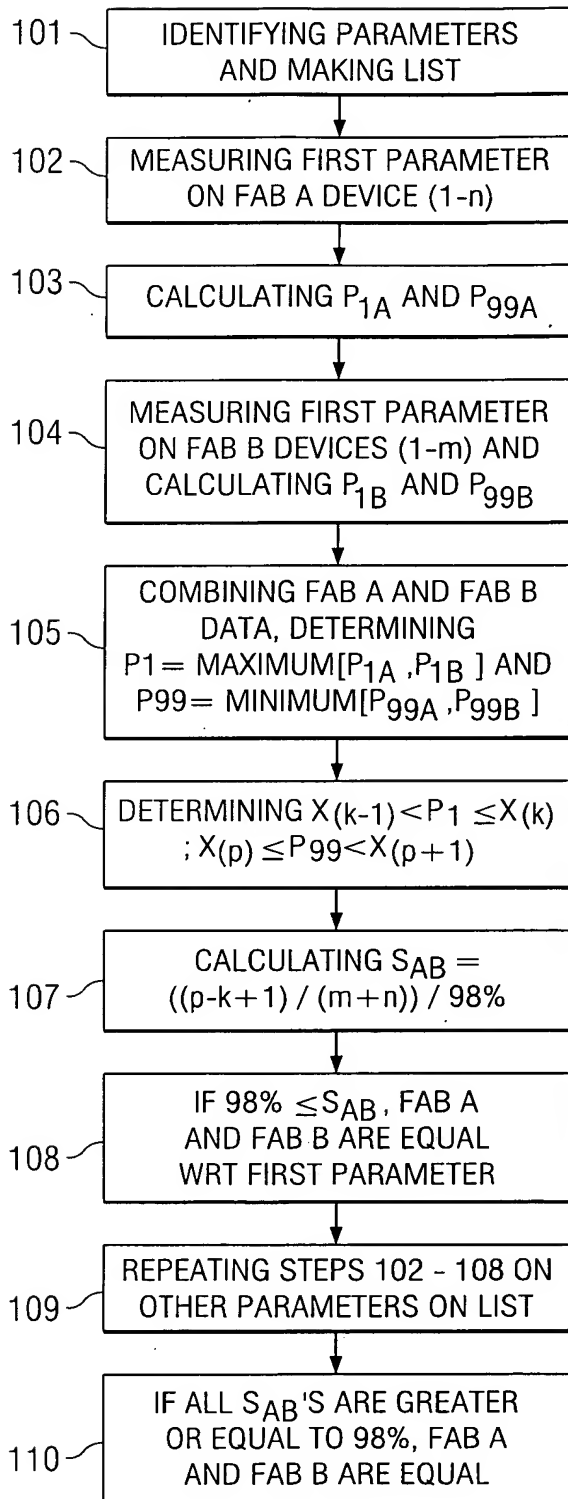 101
IDENTIFYING PARAMETERS
AND MAKING LIST
102
MEASURING FIRST PARAMETER
ON FAB A DEVICE (1-n)
103
CALCULATING P1A AND P99A
104
MEASURING FIRST PARAMETER
ON FAB B DEVICES (1-m) AND
CALCULATING P1B AND P99B
105
COMBINING FAB A AND FAB B
DATA, DETERMINING
P1= MAXIMUM[P1A ,P1B ] AND
P99= MINIMUM[P99A ,P99B ]
106
DETERMINING X(k-1)<P1 ≤X(k)
; X(p) ≤P99<X(p+1)
107
CALCULATING SAB =
((p-k+1) / (m+n)) / 98%
108
IF 98% ≤SAB, FAB A
AND FAB B ARE EQUAL
WRT FIRST PARAMETER
109
REPEATING STEPS 102 - 108 ON
OTHER PARAMETERS ON LIST
110
IF ALL SAB'S ARE GREATER
OR EQUAL TO 98%, FAB A
AND FAB B ARE EQUAL